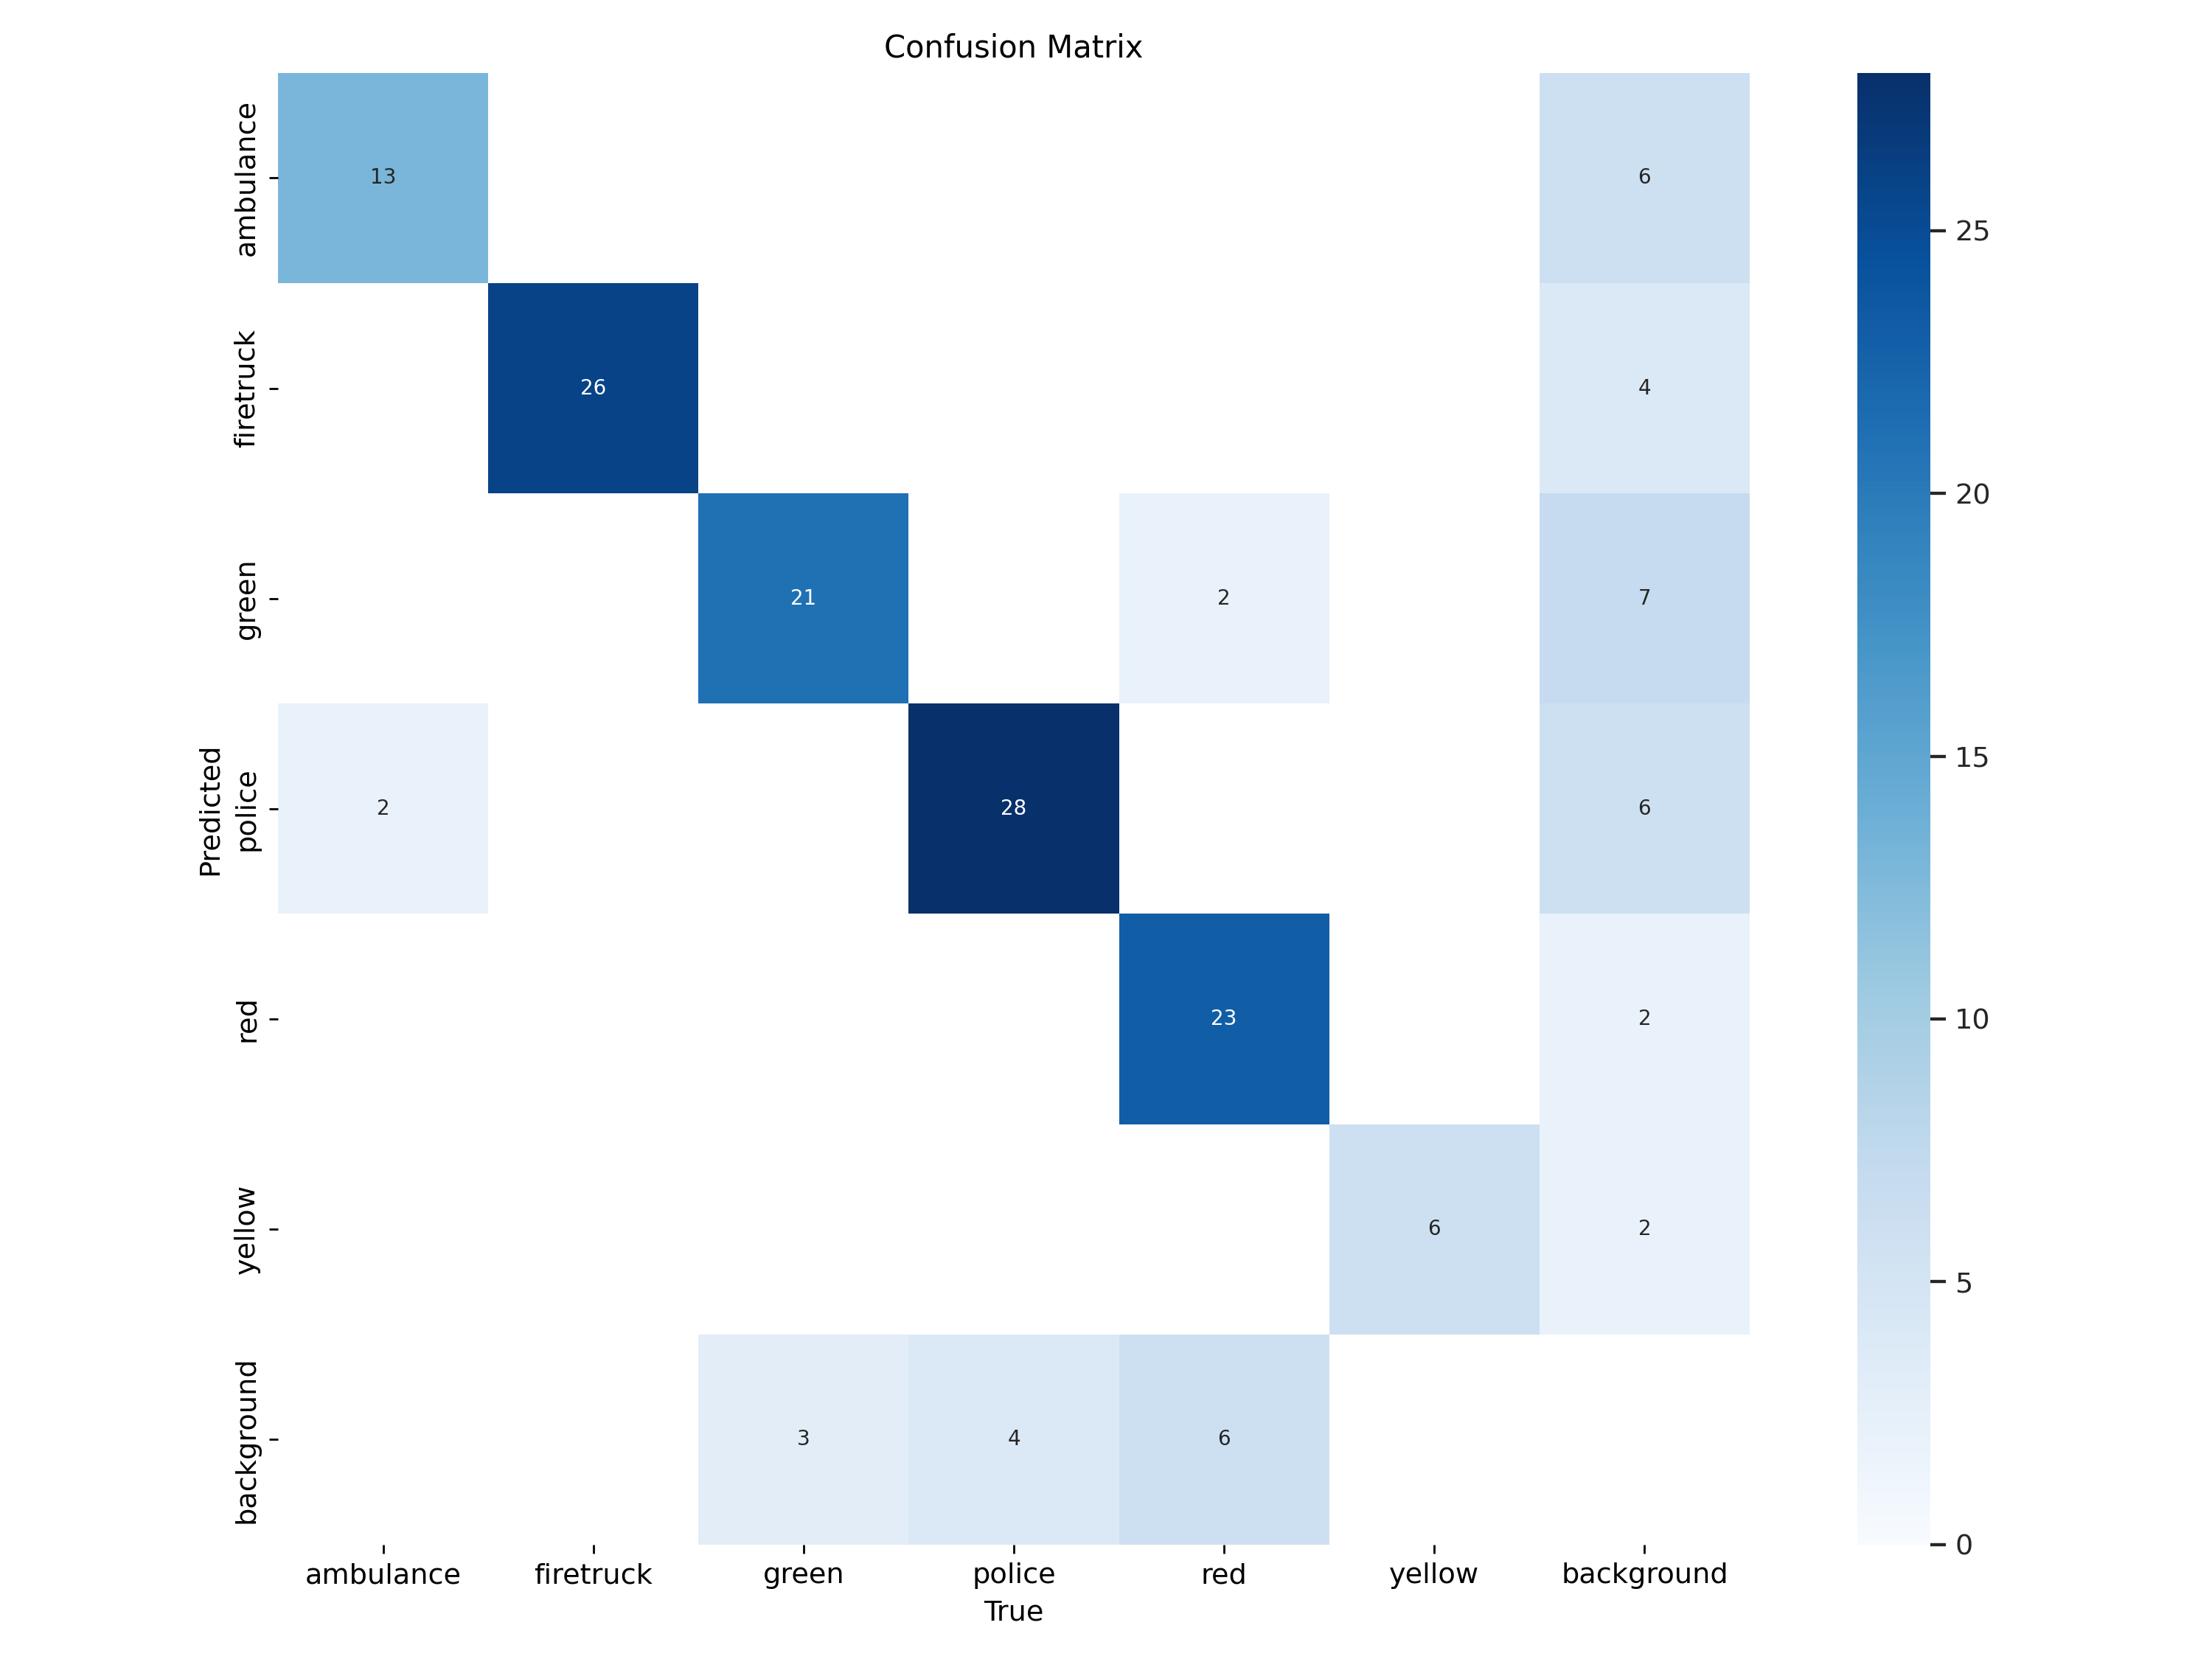 Confusion Matrix
ambulance
13
6
25
firetruck
26
4
20
green
21
2
7
15
Predicted
police
2
28
6
red
23
2
10
yellow
6
2
5
background
3
4
6
0
ambulance firetruck green police red yellow background
True